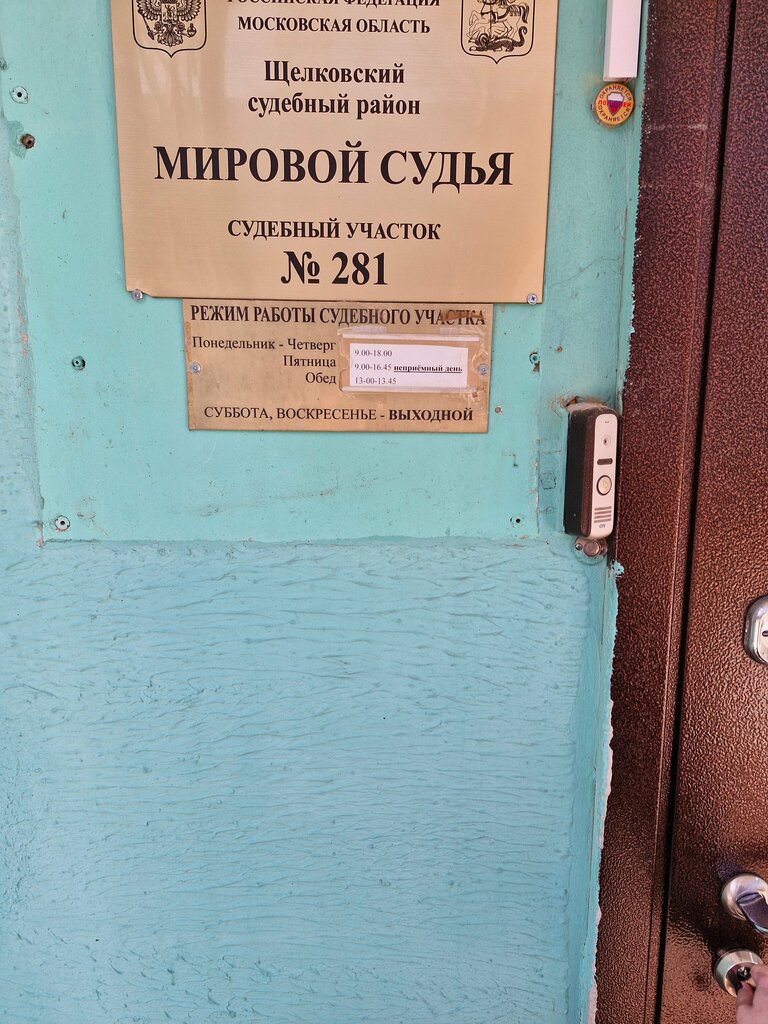 РОССИЙСКАЯ ФЕДЕРАЦИЯ
МОСКОВСКАЯ ОБЛАСТЬ
Щелковский
судебный район
МИРОВОЙ СУДЬЯ
СУДЕБНЫЙ УЧАСТОК
№ 281
РЕЖИМ РАБОТЫ СУДЕБНОГО УЧАСТКА
Понедельник - Четверг 9.00-18.00
Пятница 9.00-16.45 неприёмный день
Обед 13-00-13.45
СУББОТА, ВОСКРЕСЕНЬЕ - ВЫХОДНОЙ
ОХРАНЯЕТСЯ
ОХРАНЯЕТСЯ